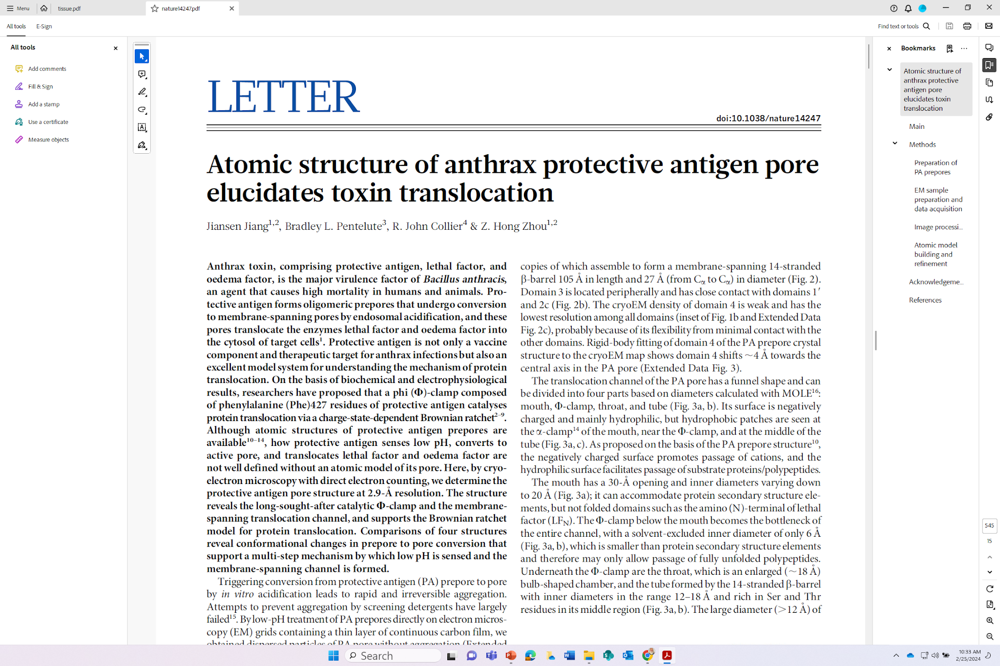 Menu
tissue.pdf
nature14247.pdf
All tools
E-Sign
Find text or tools
All tools
Add comments
Fill & Sign
Add a stamp
Use a certificate
Measure objects
LETTER
doi:10.1038/nature14247
Atomic structure of anthrax protective antigen pore
elucidates toxin translocation
Jiansen Jiang1,2, Bradley L. Pentelute3, R. John Collier4 & Z. Hong Zhou1,2
Anthrax toxin, comprising protective antigen, lethal factor, and
oedema factor, is the major virulence factor of Bacillus anthracis,
an agent that causes high mortality in humans and animals. Pro-
tective antigen forms oligomeric prepores that undergo conversion
to membrane-spanning pores by endosomal acidification, and these
pores translocate the enzymes lethal factor and oedema factor into
the cytosol of target cells1. Protective antigen is not only a vaccine
component and therapeutic target for anthrax infections but also an
excellent model system for understanding the mechanism of protein
translocation. On the basis of biochemical and electrophysiological
results, researchers have proposed that a phi (Φ)-clamp composed
of phenylalanine (Phe)427 residues of protective antigen catalyses
protein translocation via a charge-state-dependent Brownian ratchet2–9.
Although atomic structures of protective antigen prepores are
available10–14, how protective antigen senses low pH, converts to
active pore, and translocates lethal factor and oedema factor are
not well defined without an atomic model of its pore. Here, by cryo-
electron microscopy with direct electron counting, we determine the
protective antigen pore structure at 2.9-Å resolution. The structure
reveals the long-sought-after catalytic Φ-clamp and the membrane-
spanning translocation channel, and supports the Brownian ratchet
model for protein translocation. Comparisons of four structures
reveal conformational changes in prepore to pore conversion that
support a multi-step mechanism by which low pH is sensed and the
membrane-spanning channel is formed.
Triggering conversion from protective antigen (PA) prepore to pore
by in vitro acidification leads to rapid and irreversible aggregation.
Attempts to prevent aggregation by screening detergents have largely
failed15. By low-pH treatment of PA prepores directly on electron micros-
copy (EM) grids containing a thin layer of continuous carbon film, we
obtained dispersed particles of PA pore without aggregation (Extended
copies of which assemble to form a membrane-spanning 14-stranded
β-barrel 105 Å in length and 27 Å (from Cα to Cα) in diameter (Fig. 2).
Domain 3 is located peripherally and has close contact with domains 1′
and 2c (Fig. 2b). The cryoEM density of domain 4 is weak and has the
lowest resolution among all domains (inset of Fig. 1b and Extended Data
Fig. 2c), probably because of its flexibility from minimal contact with the
other domains. Rigid-body fitting of domain 4 of the PA prepore crystal
structure to the cryoEM map shows domain 4 shifts ~4 Å towards the
central axis in the PA pore (Extended Data Fig. 3).
The translocation channel of the PA pore has a funnel shape and can
be divided into four parts based on diameters calculated with MOLE16:
mouth, Φ-clamp, throat, and tube (Fig. 3a, b). Its surface is negatively
charged and mainly hydrophilic, but hydrophobic patches are seen at
the α-clamp14 of the mouth, near the Φ-clamp, and at the middle of the
tube (Fig. 3a, c). As proposed on the basis of the PA prepore structure10,
the negatively charged surface promotes passage of cations, and the
hydrophilic surface facilitates passage of substrate proteins/polypeptides.
The mouth has a 30-Å opening and inner diameters varying down
to 20 Å (Fig. 3a); it can accommodate protein secondary structure ele-
ments, but not folded domains such as the amino (N)-terminal of lethal
factor (LFN). The Φ-clamp below the mouth becomes the bottleneck of
the entire channel, with a solvent-excluded inner diameter of only 6 Å
(Fig. 3a, b), which is smaller than protein secondary structure elements
and therefore may only allow passage of fully unfolded polypeptides.
Underneath the Φ-clamp are the throat, which is an enlarged (~18 Å)
bulb-shaped chamber, and the tube formed by the 14-stranded β-barrel
with inner diameters in the range 12–18 Å and rich in Ser and Thr
residues in its middle region (Fig. 3a, b). The large diameter (>12 Å) of
Bookmarks
Atomic structure of
anthrax protective
antigen pore
elucidates toxin
translocation
Main
Methods
Preparation of
PA prepores
EM sample
preparation and
data acquisition
Image processi...
Atomic model
building and
refinement
Acknowledgeme...
References
545
15
Search
10:33 AM
2/25/2024